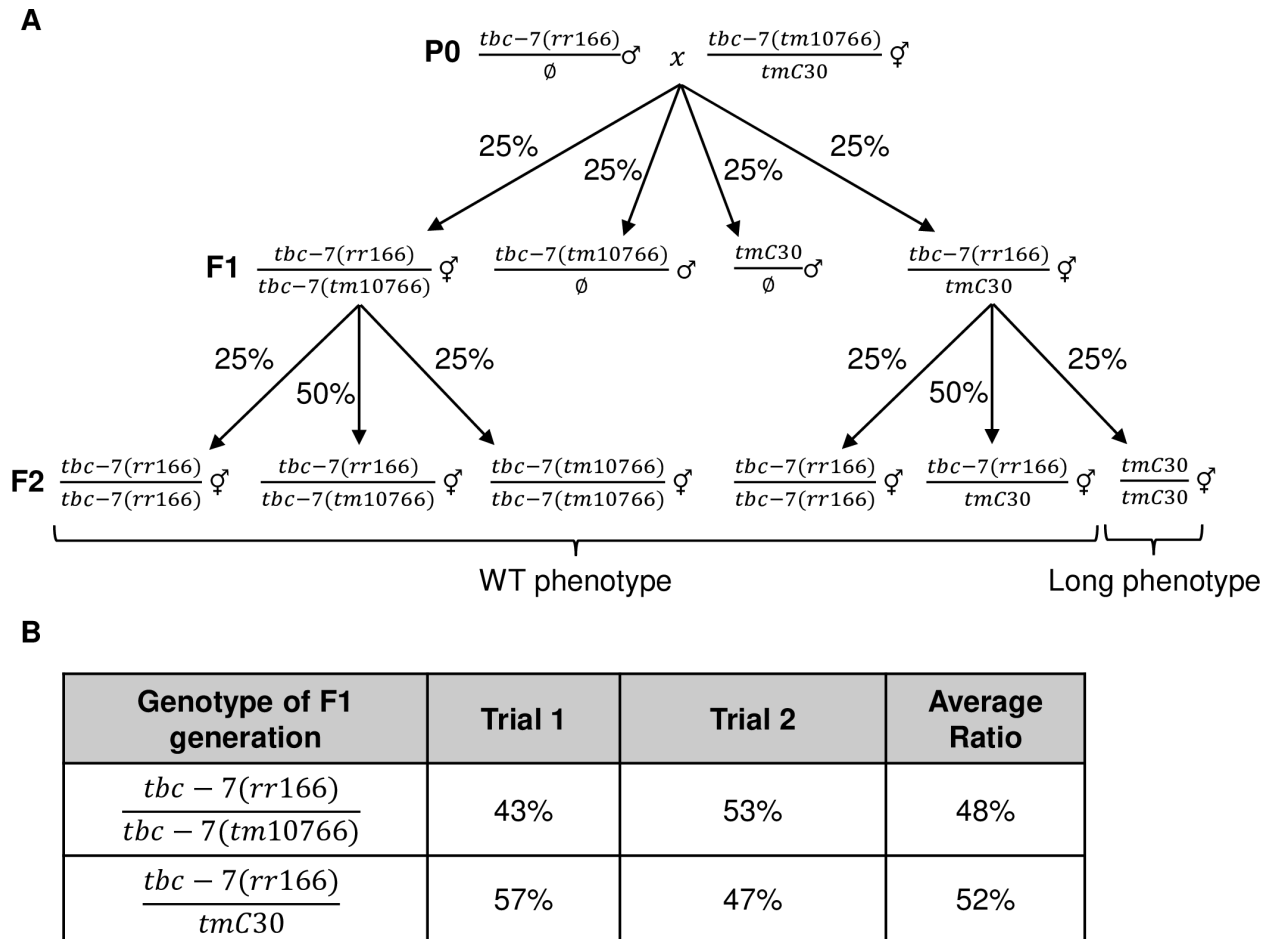 A
P0 tbc−7(rr166) ♂ x tbc−7(tm10766) ⚥
∅ tmC30
25% 25% 25% 25%
F1 tbc−7(rr166) ⚥ tbc−7(tm10766) ♂ tmC30 ♂ tbc−7(rr166) ⚥
tbc−7(tm10766) ∅ ∅ tmC30
25% 50% 25% 25% 50% 25%
F2 tbc−7(rr166) ⚥ tbc−7(rr166) ⚥ tbc−7(tm10766) ⚥ tbc−7(rr166) ⚥ tbc−7(rr166) ⚥ tmC30 ⚥
tbc−7(rr166) tbc−7(tm10766) tbc−7(tm10766) tbc−7(rr166) tmC30 tmC30
WT phenotype Long phenotype
B
Genotype of F1 generation Trial 1 Trial 2 Average Ratio
tbc − 7(rr166)
tbc − 7(tm10766) 43% 53% 48%
tbc − 7(rr166)
tmC30 57% 47% 52%